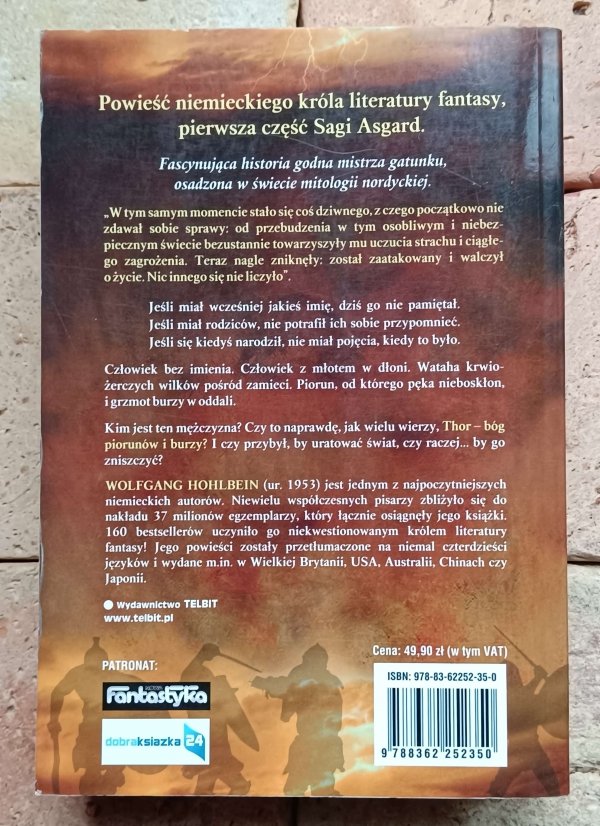 Powieść niemieckiego króla literatury fantasy,
pierwsza część Sagi Asgard.
Fascynująca historia godna mistrza gatunku,
osadzona w świecie mitologii nordyckiej.
„W tym samym momencie stało się coś dziwnego, z czego początkowo nie
zdawał sobie sprawy: od przebudzenia w tym osobliwym i niebez-
piecznym świecie bezustannie towarzyszyły mu uczucia strachu i ciągłe-
go zagrożenia. Teraz nagle zniknęły: został zaatakowany i walczył
o życie. Nic innego się nie liczyło”.
Jeśli miał wcześniej jakieś imię, dziś go nie pamiętał.
Jeśli miał rodziców, nie potrafił ich sobie przypomnieć.
Jeśli się kiedyś narodził, nie miał pojęcia, kiedy to było.
Człowiek bez imienia. Człowiek z młotem w dłoni. Wataha krwio-
żerczych wilków pośród zamieci. Piorun, od którego pęka nieboskłon,
i grzmot burzy w oddali.
Kim jest ten mężczyzna? Czy to naprawdę, jak wielu wierzy, Thor – bóg
piorunów i burzy? I czy przybył, by uratować świat, czy raczej... by go
zniszczyć?
WOLFGANG HOHLBEIN (ur. 1953) jest jednym z najpoczytniejszych
niemieckich autorów. Niewielu współczesnych pisarzy zbliżyło się do
nakładu 37 milionów egzemplarzy, który łącznie osiągnęły jego książki.
160 bestsellerów uczyniło go niekwestionowanym królem literatury
fantasy! Jego powieści zostały przetłumaczone na niemal czterdzieści
języków i wydane m.in. w Wielkiej Brytanii, USA, Australii, Chinach czy
Japonii.
Wydawnictwo TELBIT
www.telbit.pl
Cena: 49,90 zł (w tym VAT)
PATRONAT:
ISBN: 978-83-62252-35-0
Fantastyka
dobraksiazka24
9 788362 252350